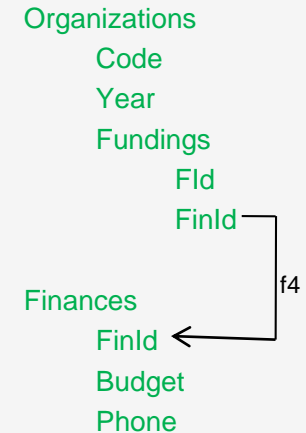 Organizations
Code
Year
Fundings
FId
FinId
f4
Finances
FinId
Budget
Phone